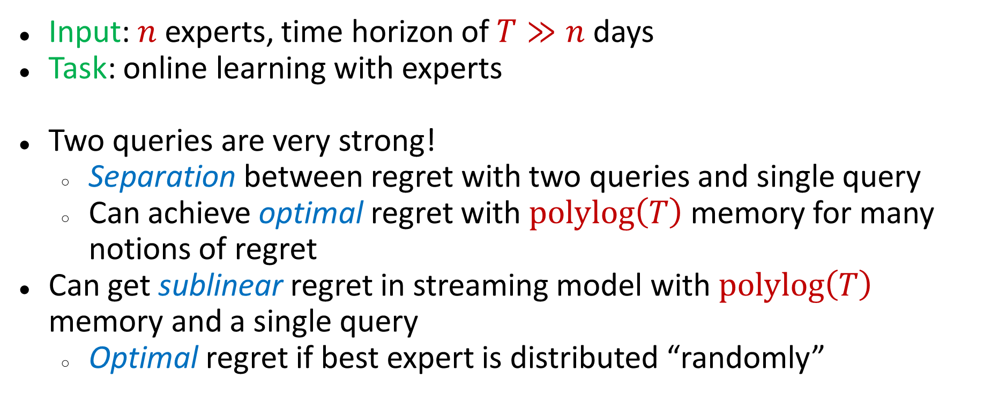 • Input: n experts, time horizon of T ≫ n days
• Task: online learning with experts
• Two queries are very strong!
○ Separation between regret with two queries and single query
○ Can achieve optimal regret with polylog(T) memory for many
notions of regret
• Can get sublinear regret in streaming model with polylog(T)
memory and a single query
○ Optimal regret if best expert is distributed “randomly”